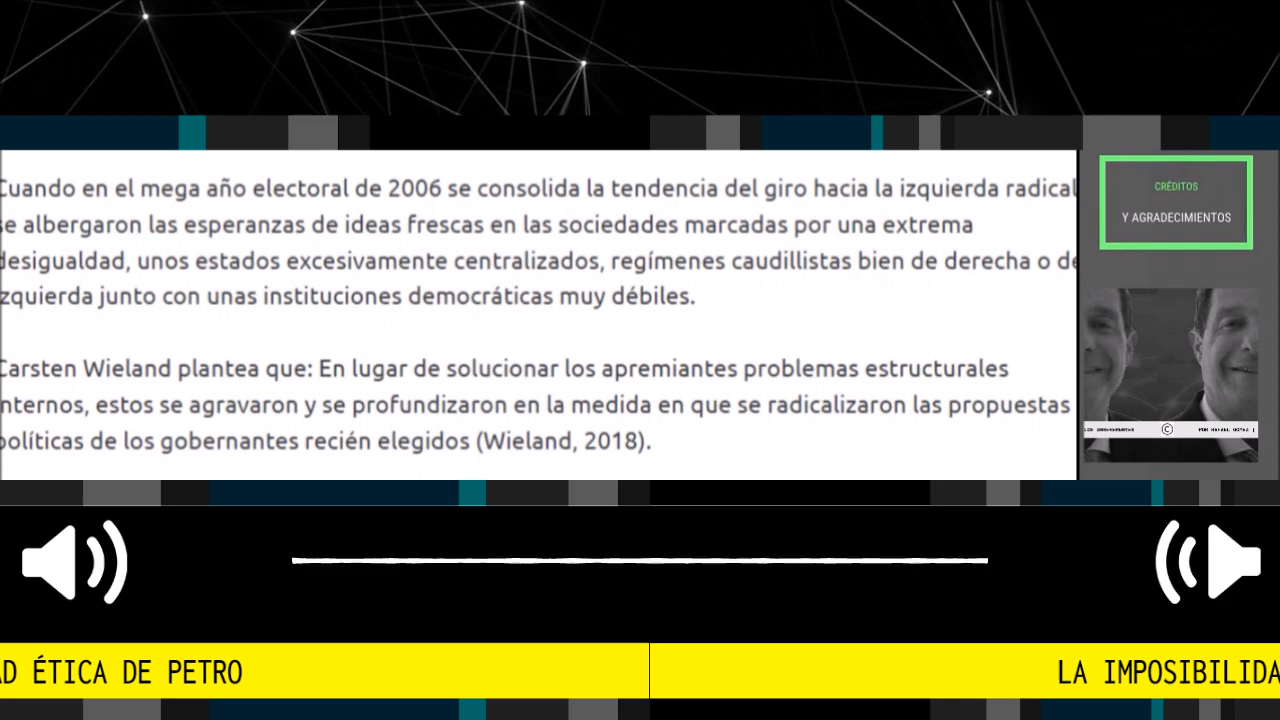 Cuando en el mega año electoral de 2006 se consolida la tendencia del giro hacia la izquierda radical
se albergaron las esperanzas de ideas frescas en las sociedades marcadas por una extrema
desigualdad, unos estados excesivamente centralizados, regímenes caudillistas bien de derecha o de
izquierda junto con unas instituciones democráticas muy débiles.
Carsten Wieland plantea que: En lugar de solucionar los apremiantes problemas estructurales
internos, estos se agravaron y se profundizaron en la medida en que se radicalizaron las propuestas
políticas de los gobernantes recién elegidos (Wieland, 2018).
CRÉDITOS
Y AGRADECIMIENTOS
©
POR RAFAEL GOMEZ
AD ÉTICA DE PETRO
LA IMPOSIBILIDA